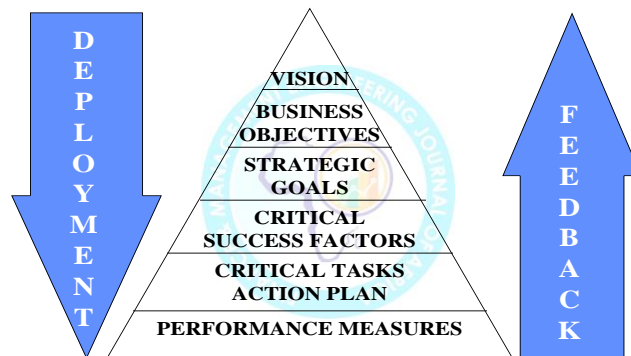 DEPLOYMENT
VISION
BUSINESS
OBJECTIVES
STRATEGIC
GOALS
CRITICAL
SUCCESS FACTORS
CRITICAL TASKS
ACTION PLAN
PERFORMANCE MEASURES
FEEDBACK